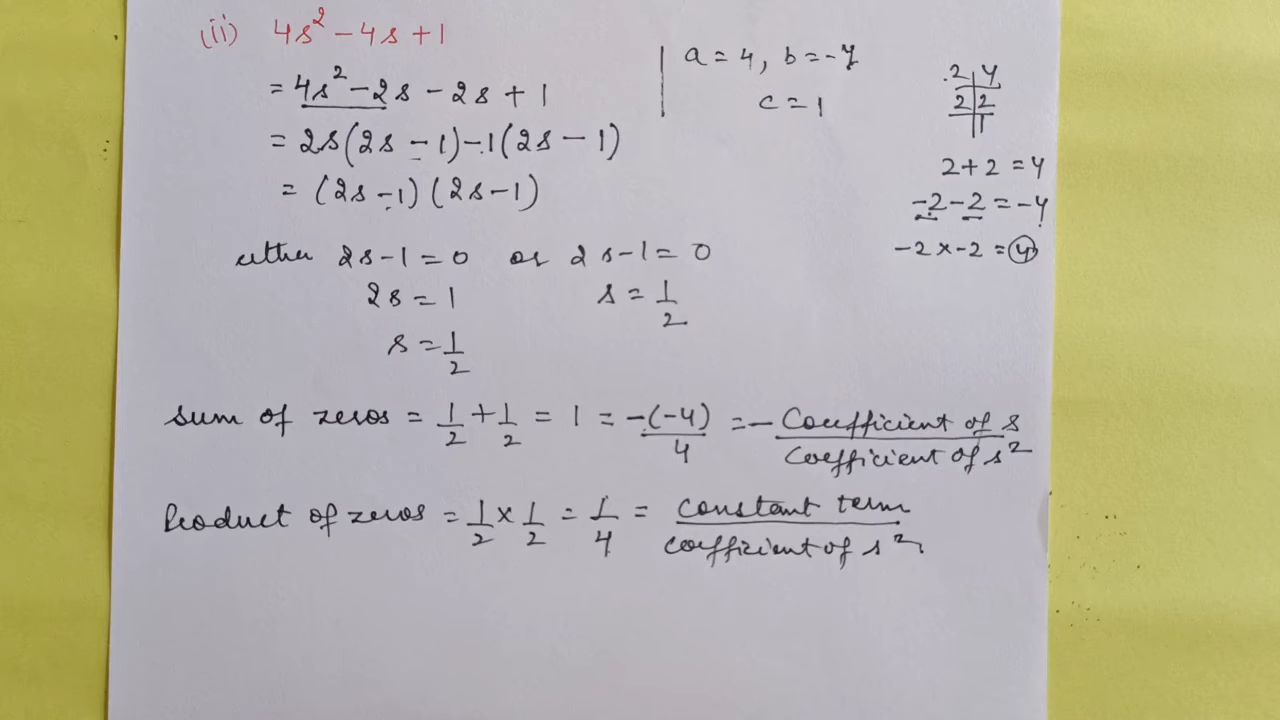 (ii) 4s² - 4s + 1
= 4s² - 2s - 2s + 1
= 2s(2s - 1) - 1(2s - 1)
= (2s - 1)(2s - 1)
a = 4, b = -4
c = 1
2 | 4
2 | 2
| 1
2 + 2 = 4
-2 - 2 = -4
-2 × -2 = 4
either 2s - 1 = 0 or 2s - 1 = 0
2s = 1 s = 1/2
s = 1/2
Sum of zeros = 1/2 + 1/2 = 1 = -(-4)/4 = - Coefficient of s / Coefficient of s²
Product of zeros = 1/2 × 1/2 = 1/4 = constant term / coefficient of s²